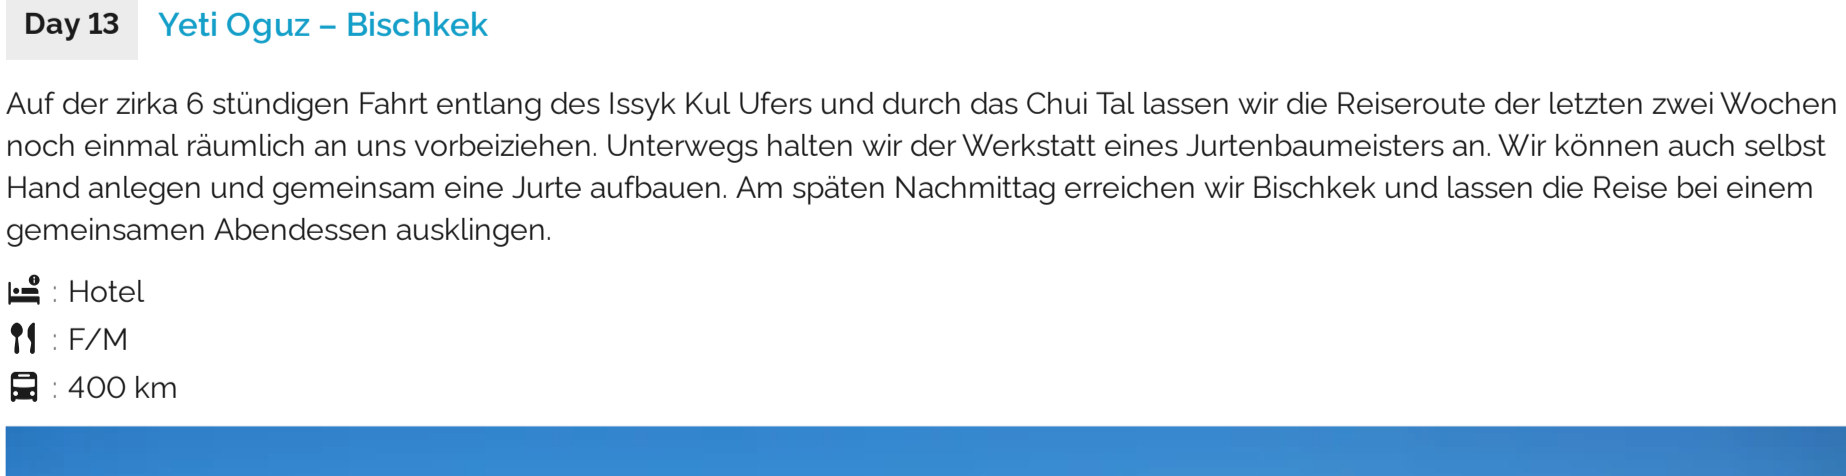 Day 13 Yeti Oguz – Bischkek
Auf der zirka 6 stündigen Fahrt entlang des Issyk Kul Ufers und durch das Chui Tal lassen wir die Reiseroute der letzten zwei Wochen
noch einmal räumlich an uns vorbeiziehen. Unterwegs halten wir der Werkstatt eines Jurtenbaumeisters an. Wir können auch selbst
Hand anlegen und gemeinsam eine Jurte aufbauen. Am späten Nachmittag erreichen wir Bischkek und lassen die Reise bei einem
gemeinsamen Abendessen ausklingen.
: Hotel
: F/M
: 400 km